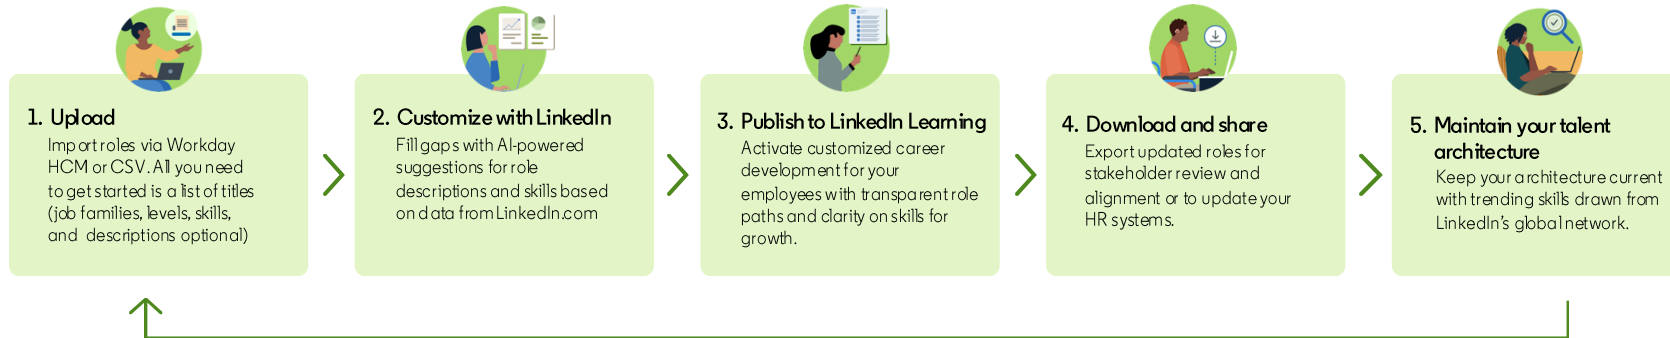 1. Upload
Import roles via Workday
HCM or CSV. All you need
to get started is a list of titles
(job families, levels, skills,
and descriptions optional)
2. Customize with LinkedIn
Fill gaps with AI-powered
suggestions for role
descriptions and skills based
on data from LinkedIn.com
3. Publish to LinkedIn Learning
Activate customized career
development for your
employees with transparent role
paths and clarity on skills for
growth.
4. Download and share
Export updated roles for
stakeholder review and
alignment or to update your
HR systems.
5. Maintain your talent
architecture
Keep your architecture current
with trending skills drawn from
LinkedIn’s global network.